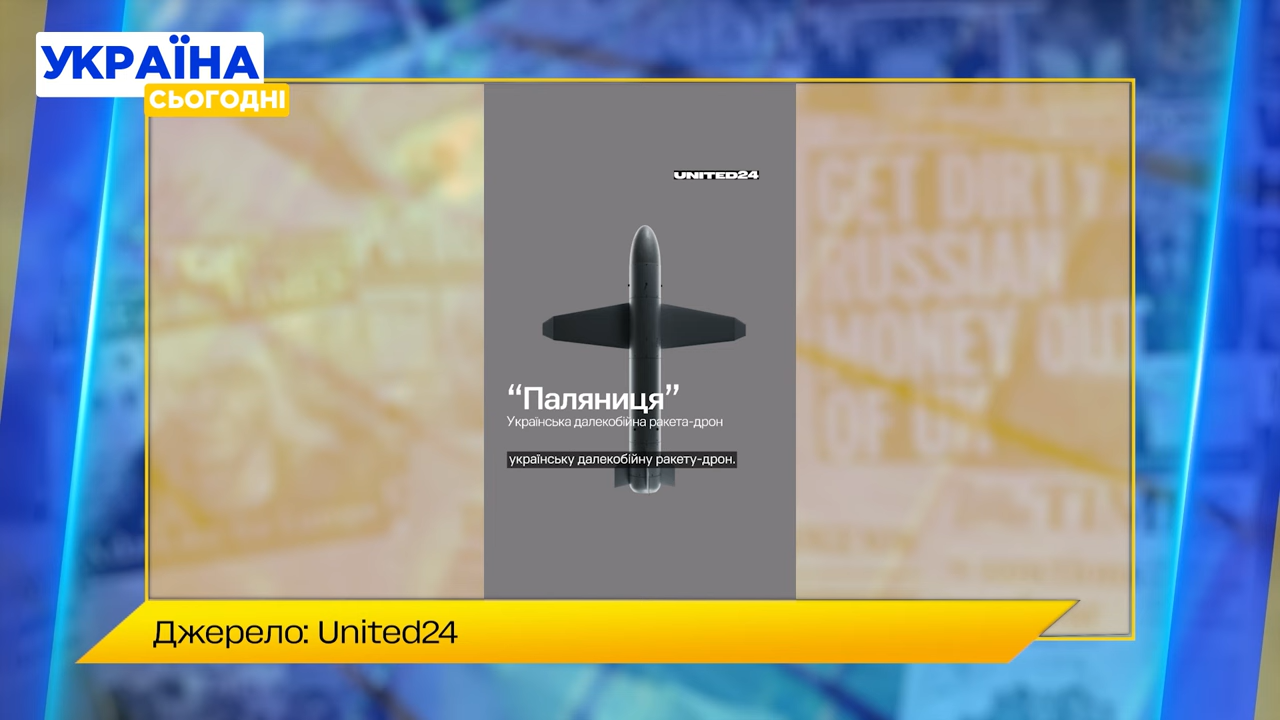 УКРАЇНА
СЬОГОДНІ
UNITED24
GET DIRTY
RUSSIAN
MONEY OUT
OF UK
“Паляниця”
Українська далекобійна ракета-дрон
українську далекобійну ракету-дрон.
Джерело: United24